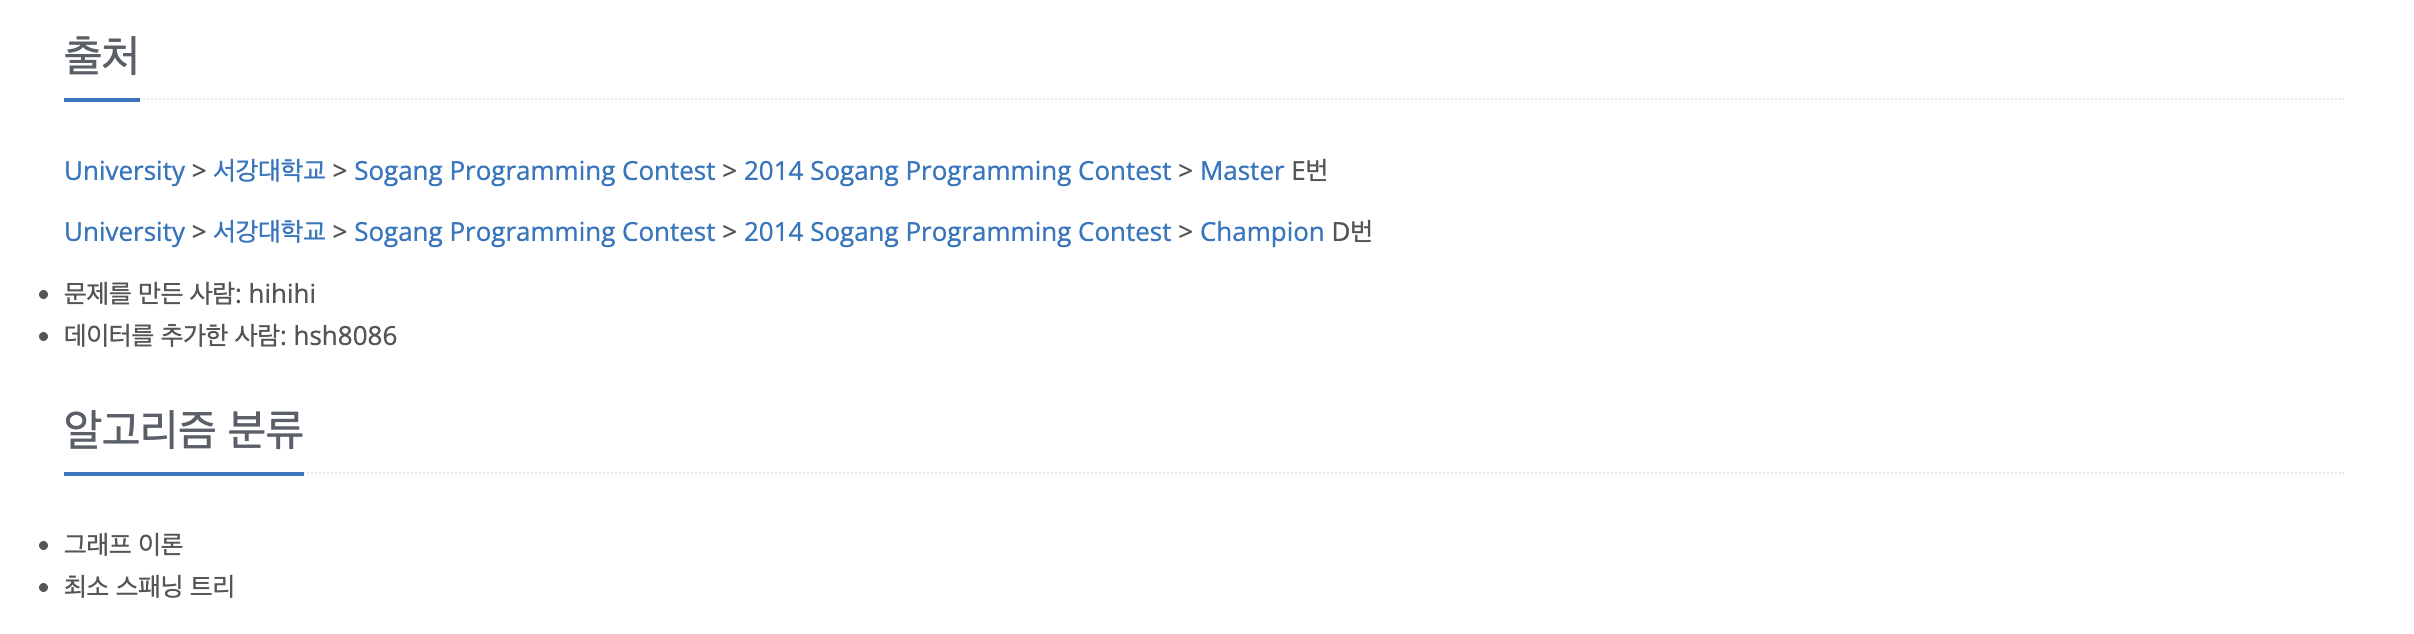 출처
University > 서강대학교 > Sogang Programming Contest > 2014 Sogang Programming Contest > Master E번
University > 서강대학교 > Sogang Programming Contest > 2014 Sogang Programming Contest > Champion D번
문제를 만든 사람: hihihi
데이터를 추가한 사람: hsh8086
알고리즘 분류
그래프 이론
최소 스패닝 트리